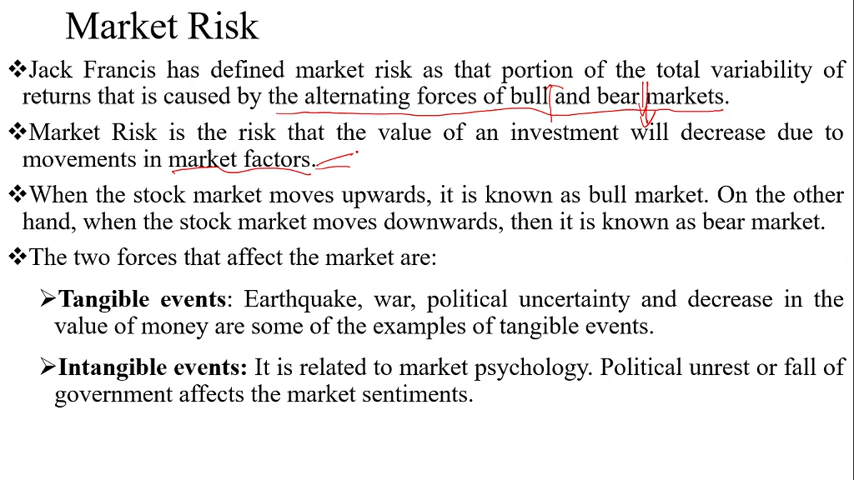 Market Risk
❖Jack Francis has defined market risk as that portion of the total variability of
returns that is caused by the alternating forces of bull and bear markets.
❖Market Risk is the risk that the value of an investment will decrease due to
movements in market factors.
❖When the stock market moves upwards, it is known as bull market. On the other
hand, when the stock market moves downwards, then it is known as bear market.
❖The two forces that affect the market are:
➤Tangible events: Earthquake, war, political uncertainty and decrease in the
value of money are some of the examples of tangible events.
➤Intangible events: It is related to market psychology. Political unrest or fall of
government affects the market sentiments.